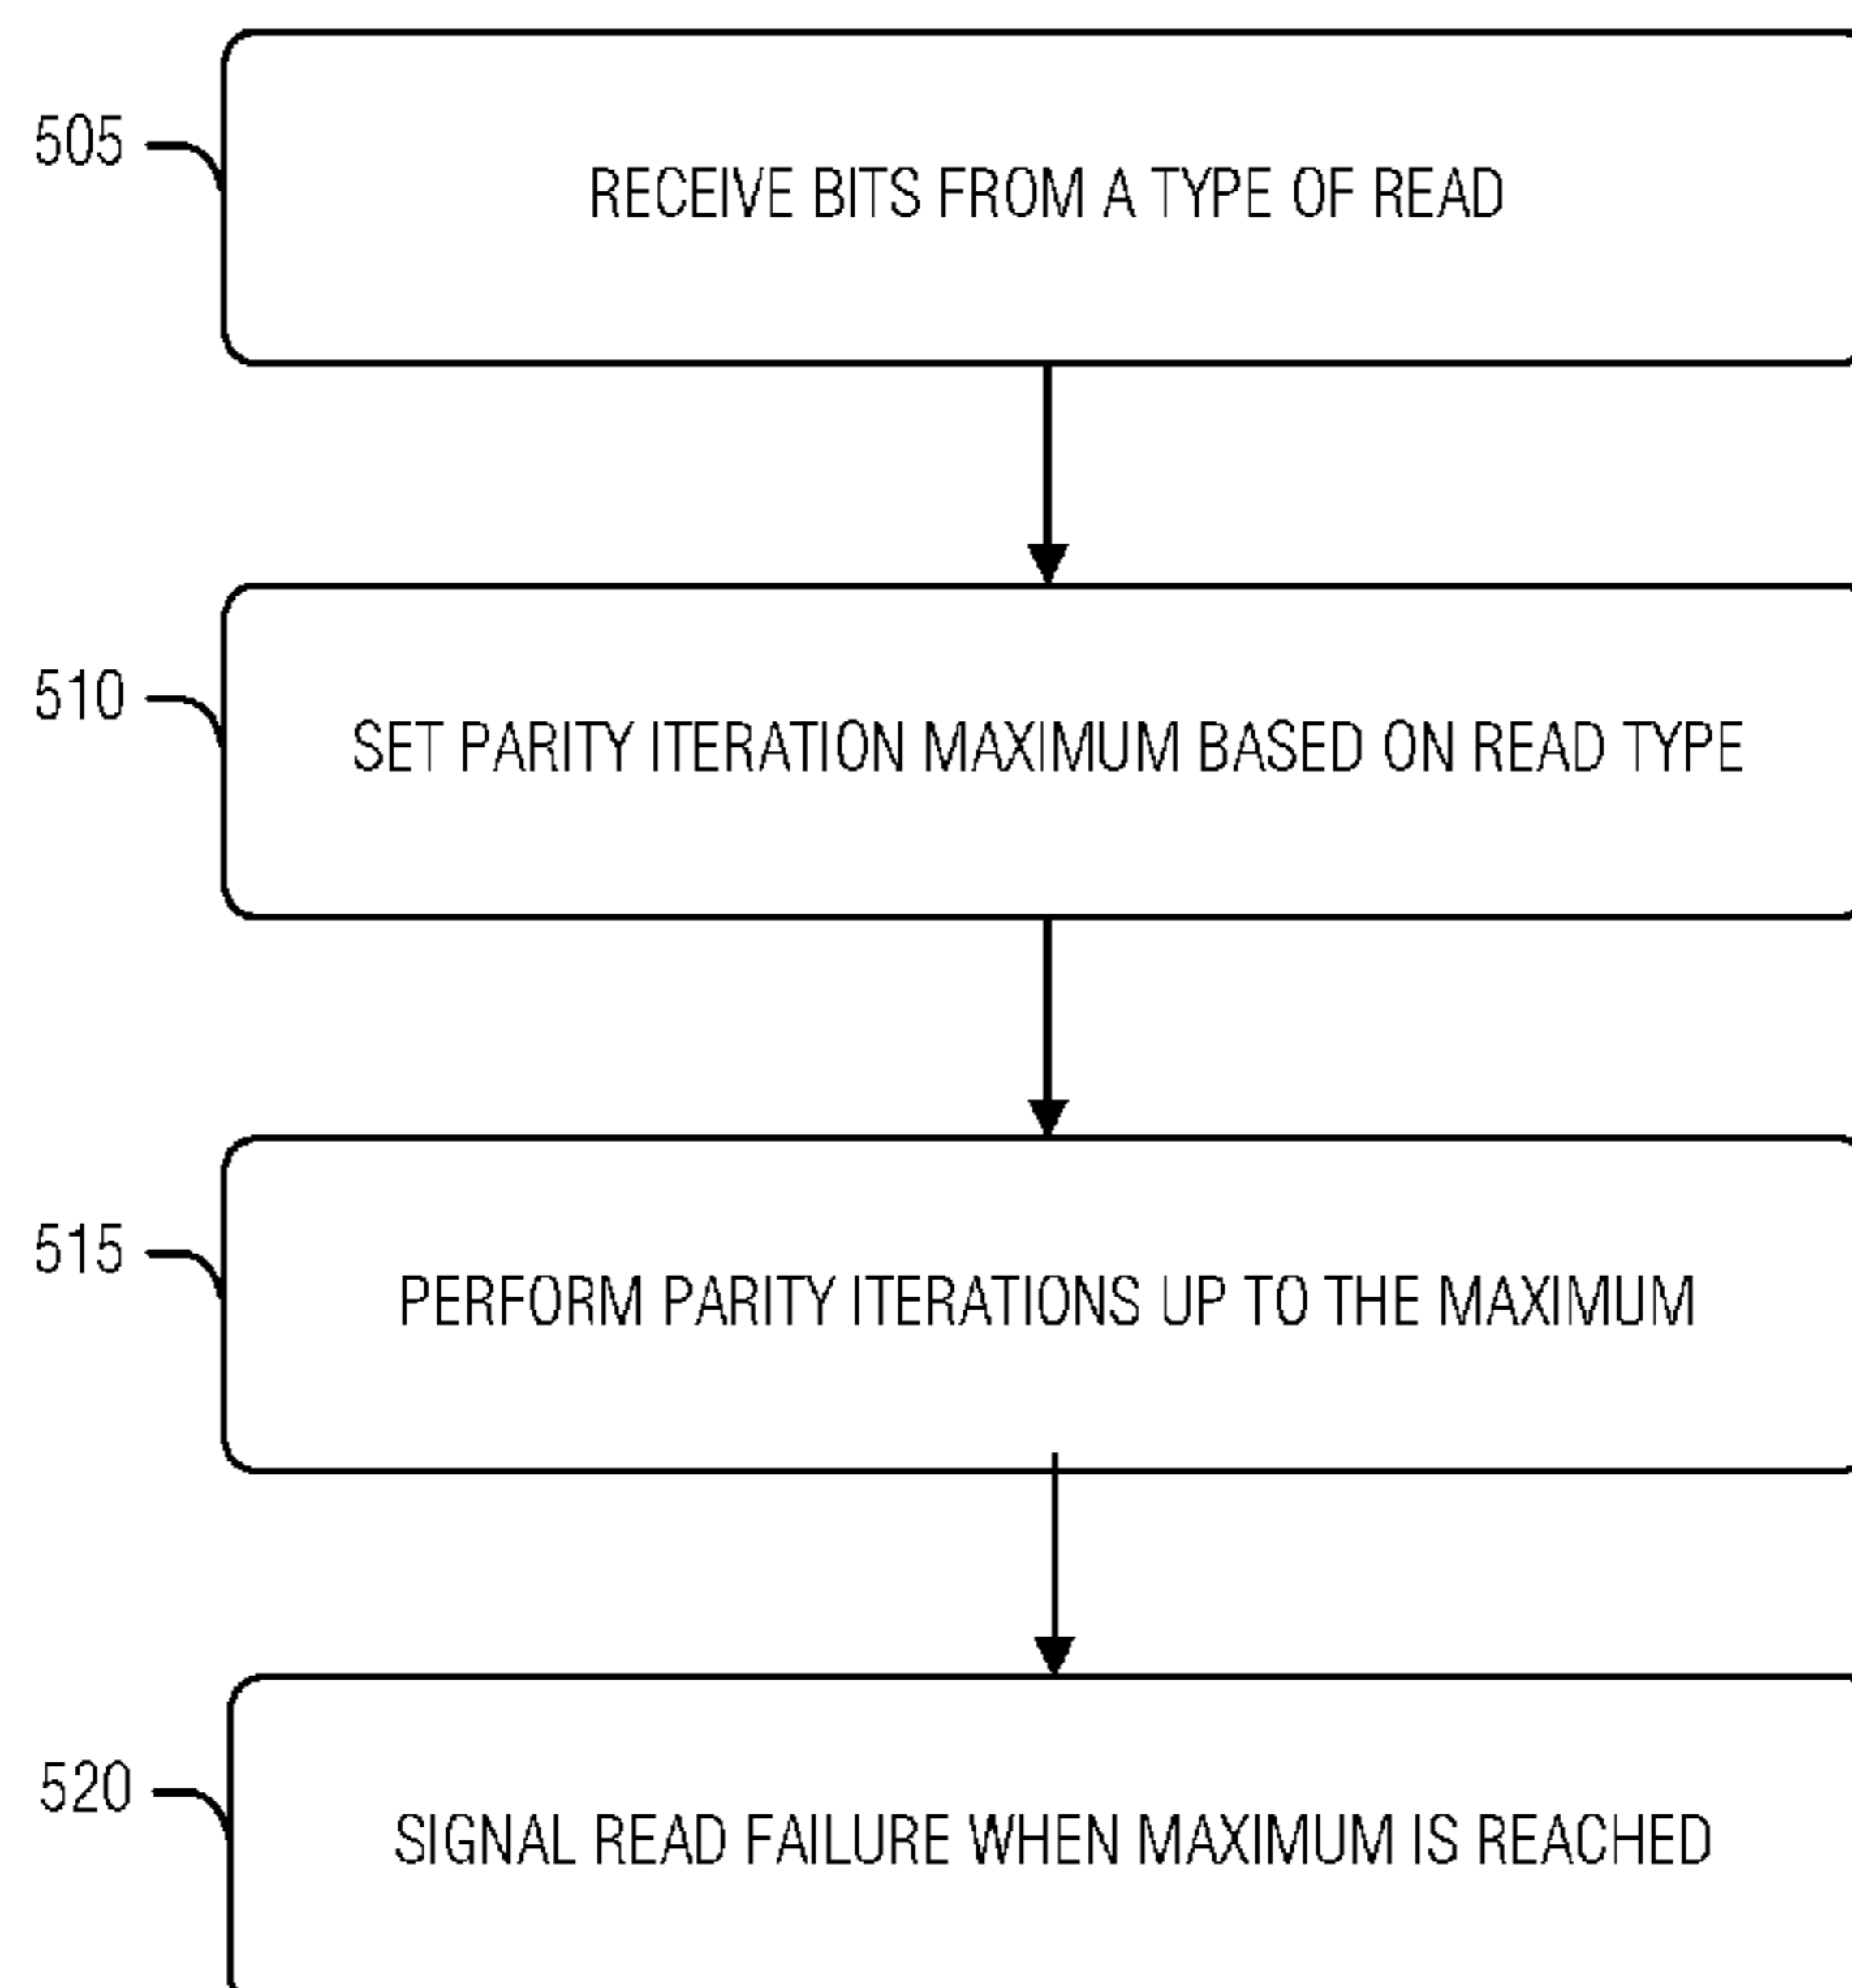 505
RECEIVE BITS FROM A TYPE OF READ
510
SET PARITY ITERATION MAXIMUM BASED ON READ TYPE
515
PERFORM PARITY ITERATIONS UP TO THE MAXIMUM
520
SIGNAL READ FAILURE WHEN MAXIMUM IS REACHED